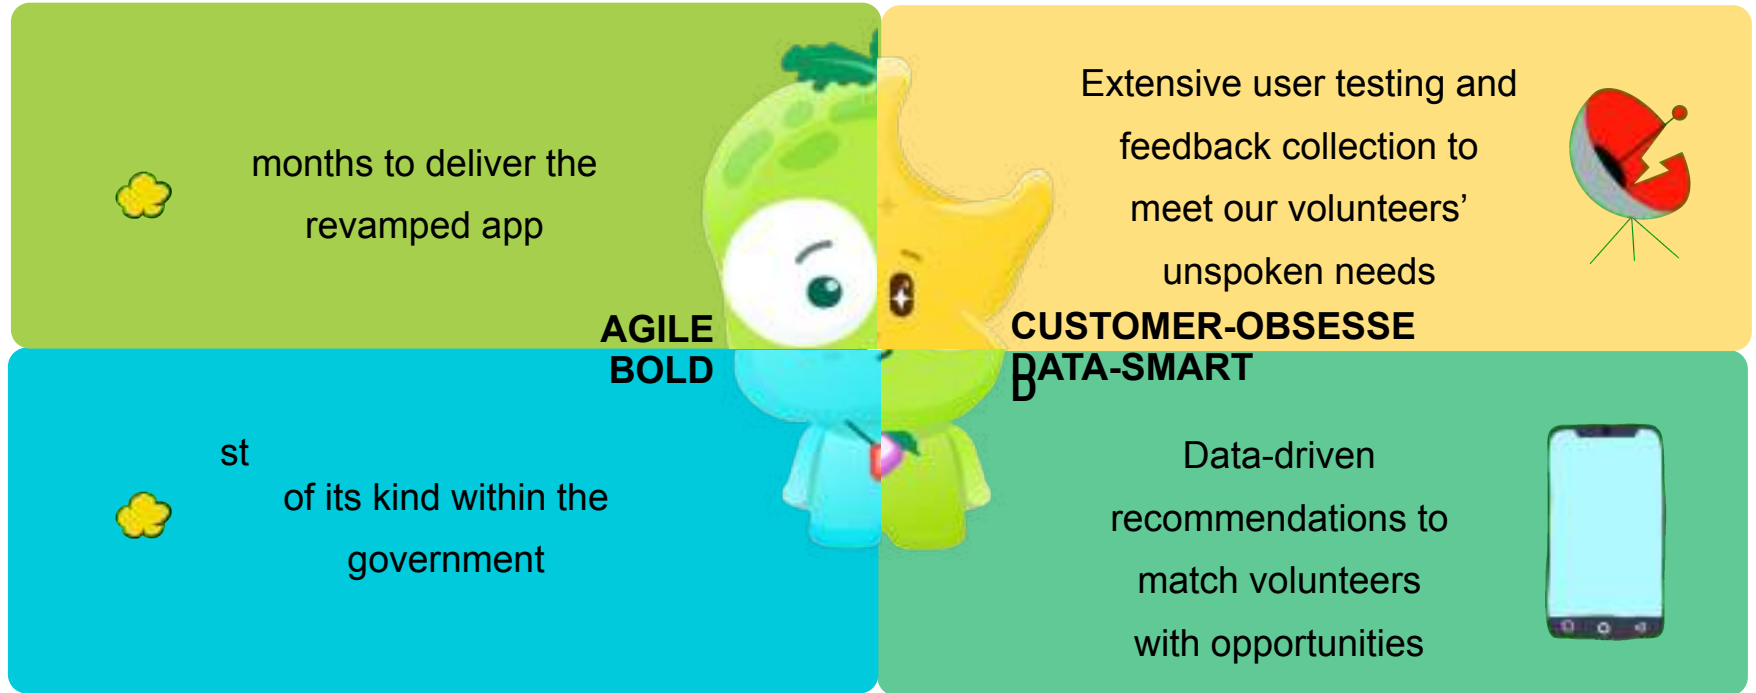 months to deliver the
revamped app
AGILE
Extensive user testing and
feedback collection to
meet our volunteers’
unspoken needs
CUSTOMER-OBSESSE
D
BOLD
st
of its kind within the
government
DATA-SMART
Data-driven
recommendations to
match volunteers
with opportunities